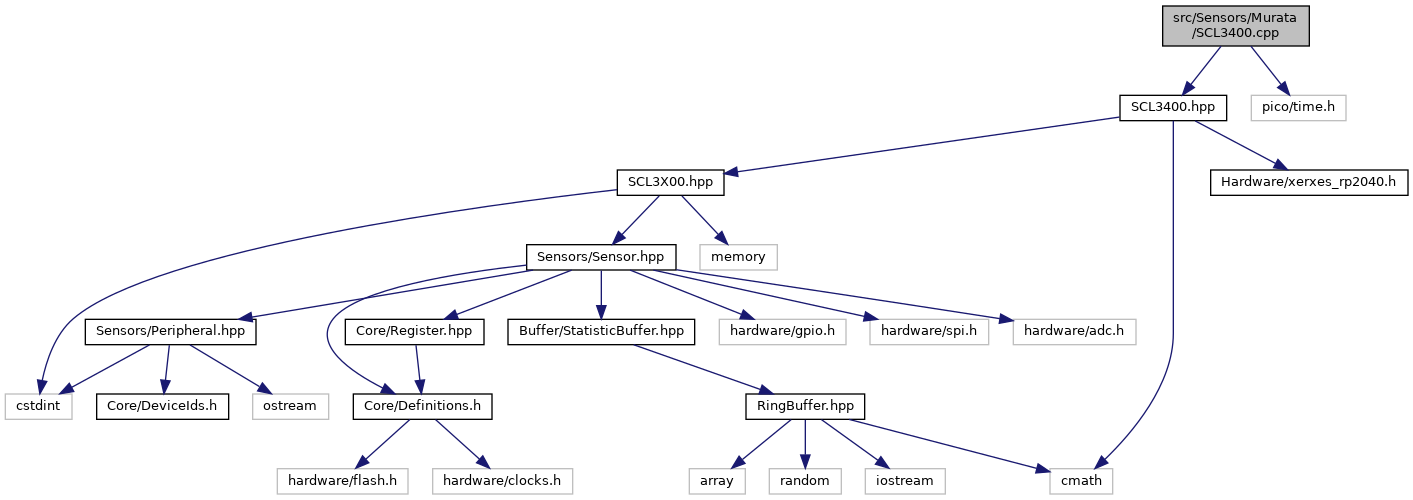 src/Sensors/Murata
/SCL3400.cpp
SCL3400.hpp
pico/time.h
SCL3X00.hpp
Hardware/xerxes_rp2040.h
Sensors/Sensor.hpp
memory
Sensors/Peripheral.hpp
Core/Register.hpp
Buffer/StatisticBuffer.hpp
hardware/gpio.h
hardware/spi.h
hardware/adc.h
cstdint
Core/DeviceIds.h
ostream
Core/Definitions.h
RingBuffer.hpp
hardware/flash.h
hardware/clocks.h
array
random
iostream
cmath